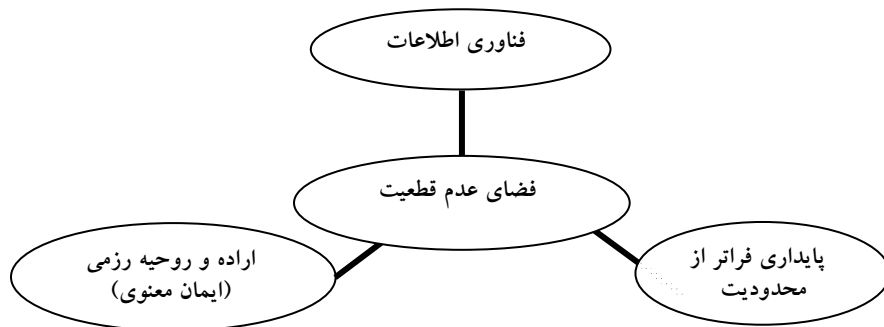 فناوری اطلاعات
فضای عدم قطعیت
پایداری فراتر از
محدودیت
اراده و روحیه رزمی
(ایمان معنوی)